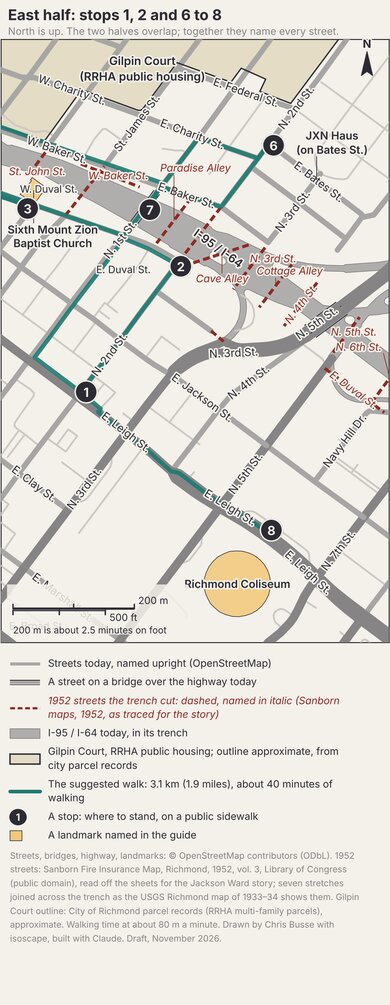 East half: stops 1, 2 and 6 to 8
North is up. The two halves overlap; together they name every street.
N
Gilpin Court
(RRHA public housing)
W. Charity St.
St. James St.
E. Federal St.
N. 2nd St.
E. Charity St.
6
JXN Haus
(on Bates St.)
W. Baker St.
Paradise Alley
St. John St.
W. Baker St.
E. Bates St.
W. Duval St.
E. Baker St.
3
7
N. 3rd St.
Sixth Mount Zion
Baptist Church
N. 1st St.
I-95 / I-64
E. Duval St.
2
N. 3rd St.
Cottage Alley
Cave Alley
N. 4th St.
N. 5th St.
N. 5th St.
N. 6th St.
N. 2nd St.
N. 3rd St.
E. Duval St.
E. Jackson St.
N. 4th St.
1
E. Leigh St.
Navy Hill Dr.
E. Clay St.
N. 3rd St.
N. 5th St.
E. Leigh St.
8
N. 7th St.
E. Leigh St.
Richmond Coliseum
E. Marshall St.
200 m
500 ft
200 m is about 2.5 minutes on foot
Streets today, named upright (OpenStreetMap)
A street on a bridge over the highway today
1952 streets the trench cut: dashed, named in italic (Sanborn
maps, 1952, as traced for the story)
I-95 / I-64 today, in its trench
Gilpin Court, RRHA public housing; outline approximate, from
city parcel records
The suggested walk: 3.1 km (1.9 miles), about 40 minutes of
walking
1
A stop: where to stand, on a public sidewalk
A landmark named in the guide
Streets, bridges, highway, landmarks: © OpenStreetMap contributors (ODbL). 1952
streets: Sanborn Fire Insurance Map, Richmond, 1952, vol. 3, Library of Congress
(public domain), read off the sheets for the Jackson Ward story; seven stretches
joined across the trench as the USGS Richmond map of 1933–34 shows them. Gilpin
Court outline: City of Richmond parcel records (RRHA multi-family parcels),
approximate. Walking time at about 80 m a minute. Drawn by Chris Busse with
isoscape, built with Claude. Draft, November 2026.